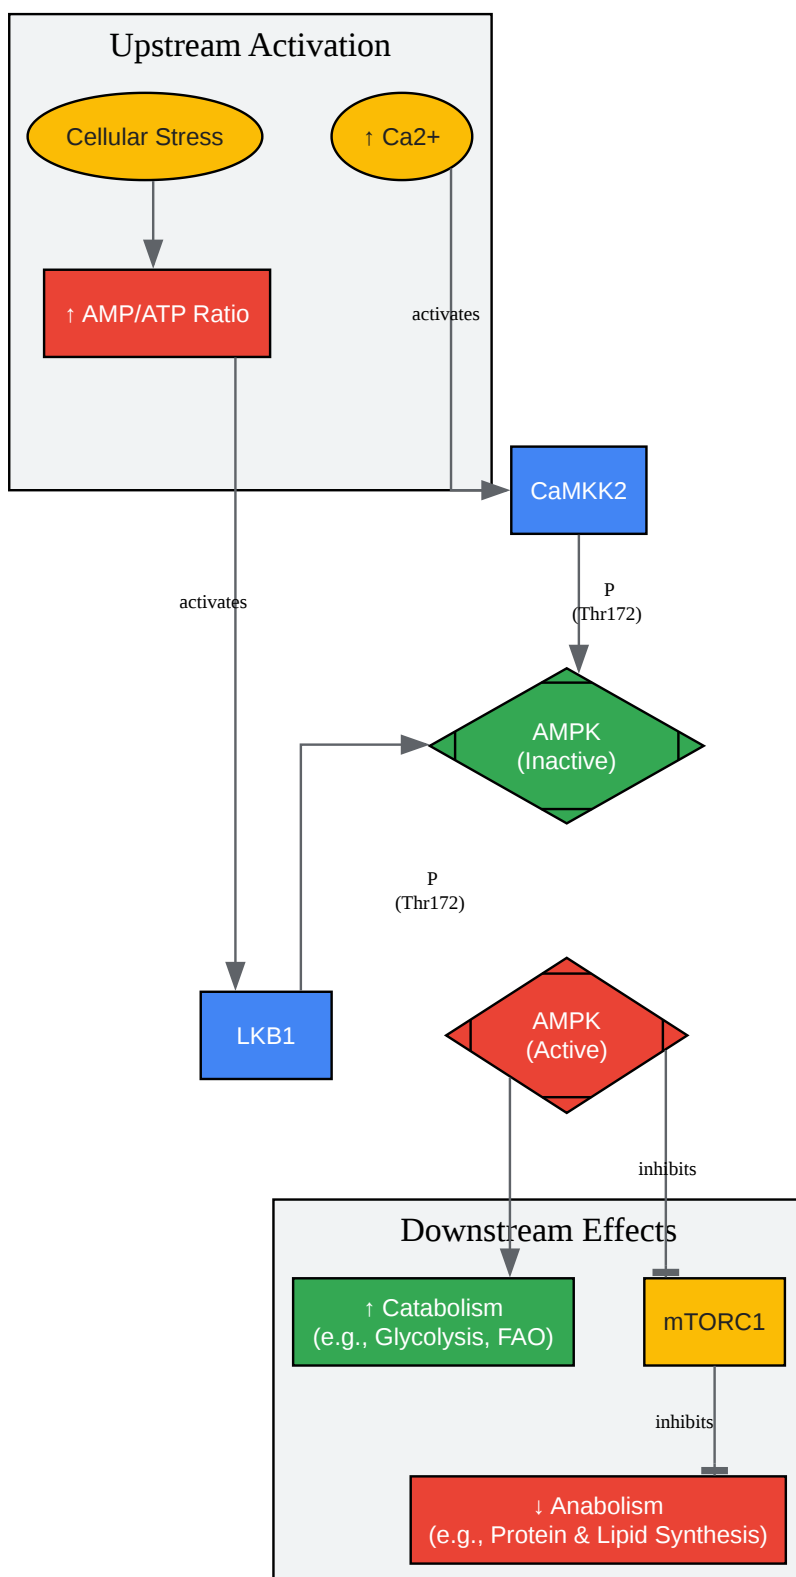 Upstream Activation
Cellular Stress
↑ Ca2+
↑ AMP/ATP Ratio
activates
CaMKK2
activates
P
(Thr172)
AMPK
(Inactive)
P
(Thr172)
LKB1
AMPK
(Active)
inhibits
Downstream Effects
↑ Catabolism
(e.g., Glycolysis, FAO)
mTORC1
inhibits
↓ Anabolism
(e.g., Protein & Lipid Synthesis)